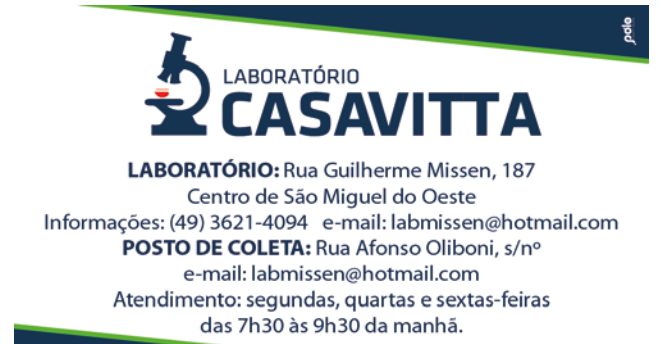 polo
LABORATÓRIO
CASAVITTA
LABORATÓRIO: Rua Guilherme Missen, 187
Centro de São Miguel do Oeste
Informações: (49) 3621-4094 e-mail: labmissen@hotmail.com
POSTO DE COLETA: Rua Afonso Oliboni, s/nº
e-mail: labmissen@hotmail.com
Atendimento: segundas, quartas e sextas-feiras
das 7h30 às 9h30 da manhã.